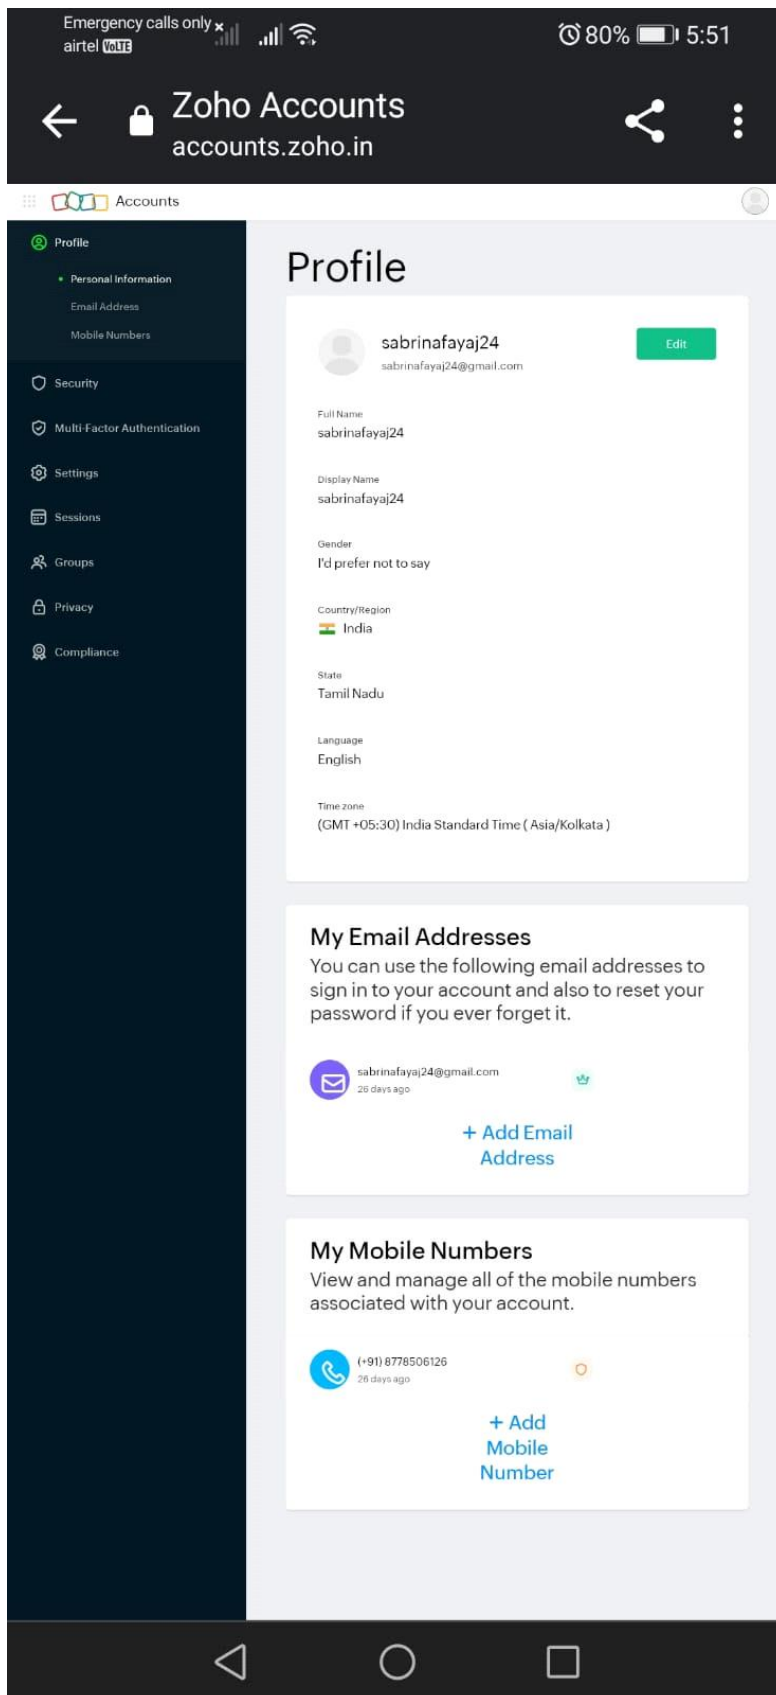 Emergency calls only
airtel VoLTE
80% 5:51
Zoho Accounts
accounts.zoho.in
Accounts
Profile
Personal Information
Email Address
Mobile Numbers
Security
Multi-Factor Authentication
Settings
Sessions
Groups
Privacy
Compliance
Profile
sabrinafayaj24
Edit
sabrinafayaj24@gmail.com
Full Name
sabrinafayaj24
Display Name
sabrinafayaj24
Gender
I'd prefer not to say
Country/Region
India
State
Tamil Nadu
Language
English
Time zone
(GMT +05:30) India Standard Time ( Asia/Kolkata )
My Email Addresses
You can use the following email addresses to
sign in to your account and also to reset your
password if you ever forget it.
sabrinafayaj24@gmail.com
26 days ago
+ Add Email
Address
My Mobile Numbers
View and manage all of the mobile numbers
associated with your account.
(+91) 8778506126
26 days ago
+ Add
Mobile
Number